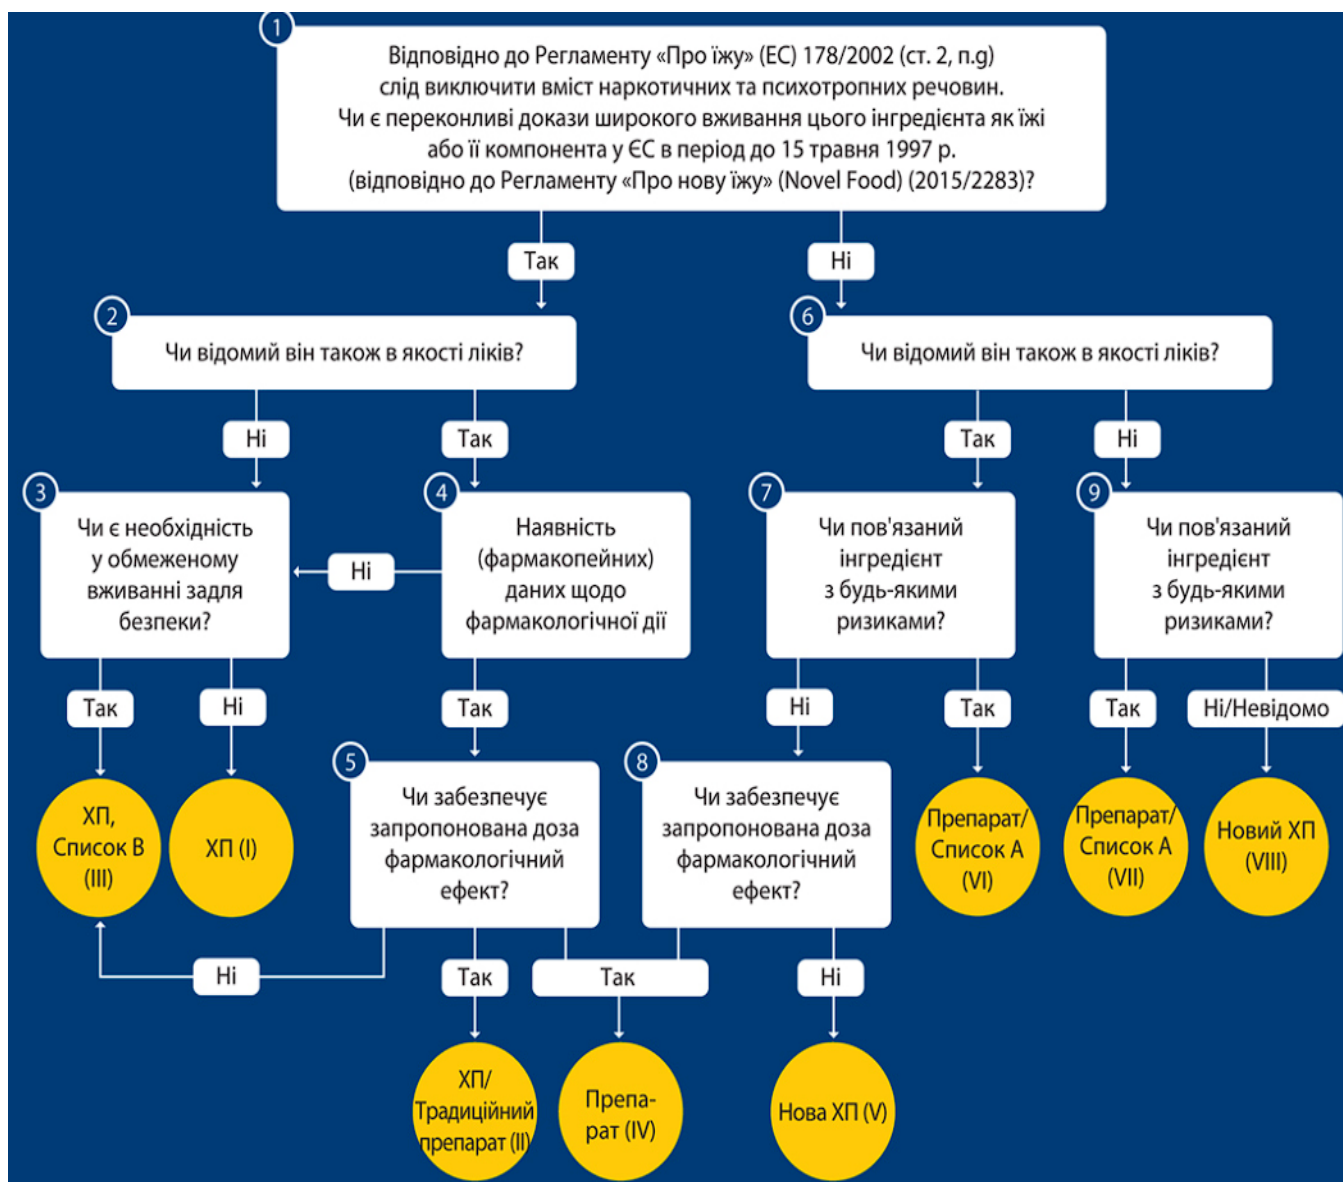 1
Відповідно до Регламенту «Про їжу» (ЕС) 178/2002 (ст. 2, п.g)
слід виключити вміст наркотичних та психотропних речовин.
Чи є переконливі докази широкого вживання цього інгредієнта як їжі
або її компонента у ЄС в період до 15 травня 1997 р.
(відповідно до Регламенту «Про нову їжу» (Novel Food) (2015/2283)?
Так
Ні
2
Чи відомий він також в якості ліків?
6
Чи відомий він також в якості ліків?
Ні
Так
Так
Ні
3
Чи є необхідність
у обмеженому
вживанні задля
безпеки?
Ні
4
Наявність
(фармакопейних)
даних щодо
фармакологічної дії
7
Чи пов'язаний
інгредієнт
з будь-якими
ризиками?
9
Чи пов'язаний
інгредієнт
з будь-якими
ризиками?
Так
Ні
Так
Ні
Так
Так
Ні/Невідомо
ХП,
Список В
(III)
ХП (I)
5
Чи забезпечує
запропонована доза
фармакологічний
ефект?
8
Чи забезпечує
запропонована доза
фармакологічний
ефект?
Препарат/
Список А
(VI)
Препарат/
Список А
(VII)
Новий ХП
(VIII)
Ні
Так
Так
Ні
ХП/
Традиційний
препарат (II)
Препа-
рат (IV)
Нова ХП (V)